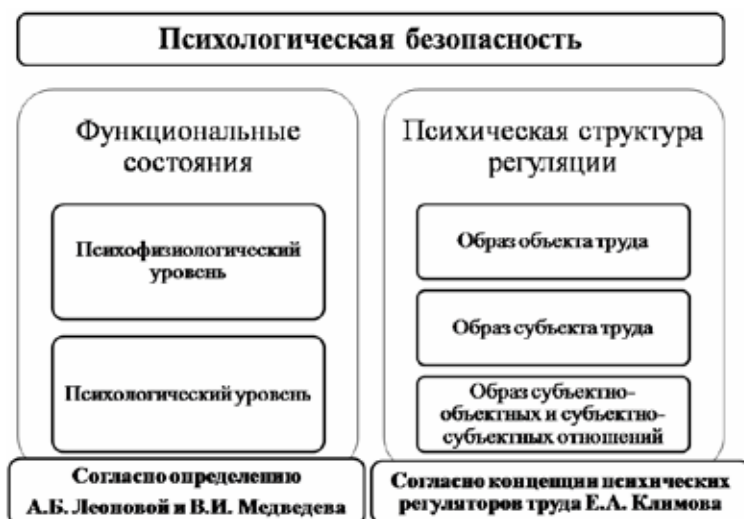 Психологическая безопасность
Функциональные
состояния
Психофизиологический
уровень
Психологический уровень
Согласно определению
А.Б. Леоновой и В.И. Медведева
Психическая структура
регуляции
Образ объекта труда
Образ субъекта труда
Образ субъектно-
объектных и субъектно-
субъектных отношений
Согласно концепции психических
регуляторов труда Е.А. Климова